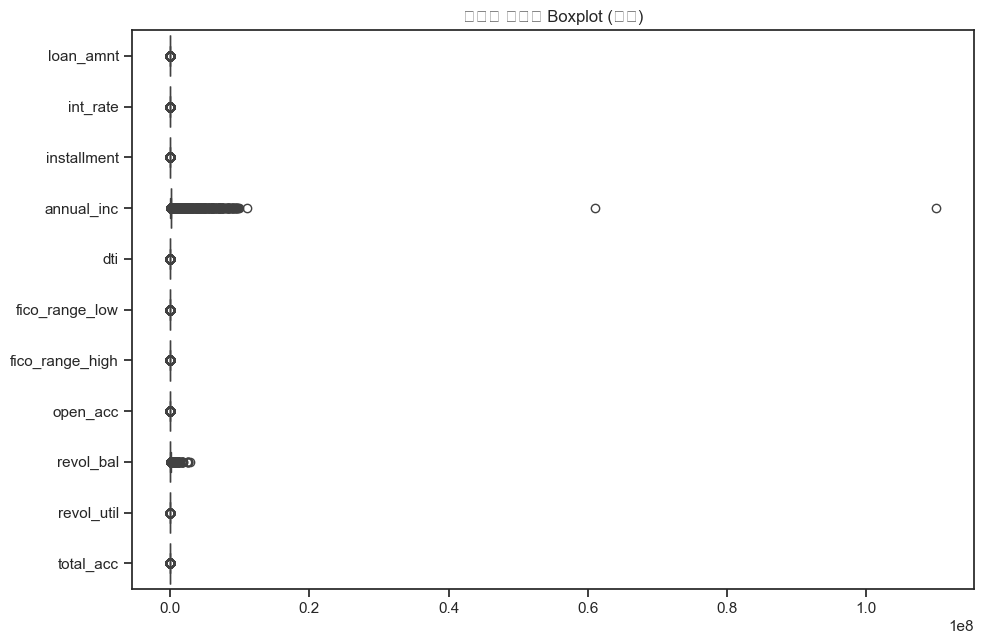 Boxplot
loan_amnt
int_rate
installment
annual_inc
dti
fico_range_low
fico_range_high
open_acc
revol_bal
revol_util
total_acc
0.0 0.2 0.4 0.6 0.8 1.0
1e8